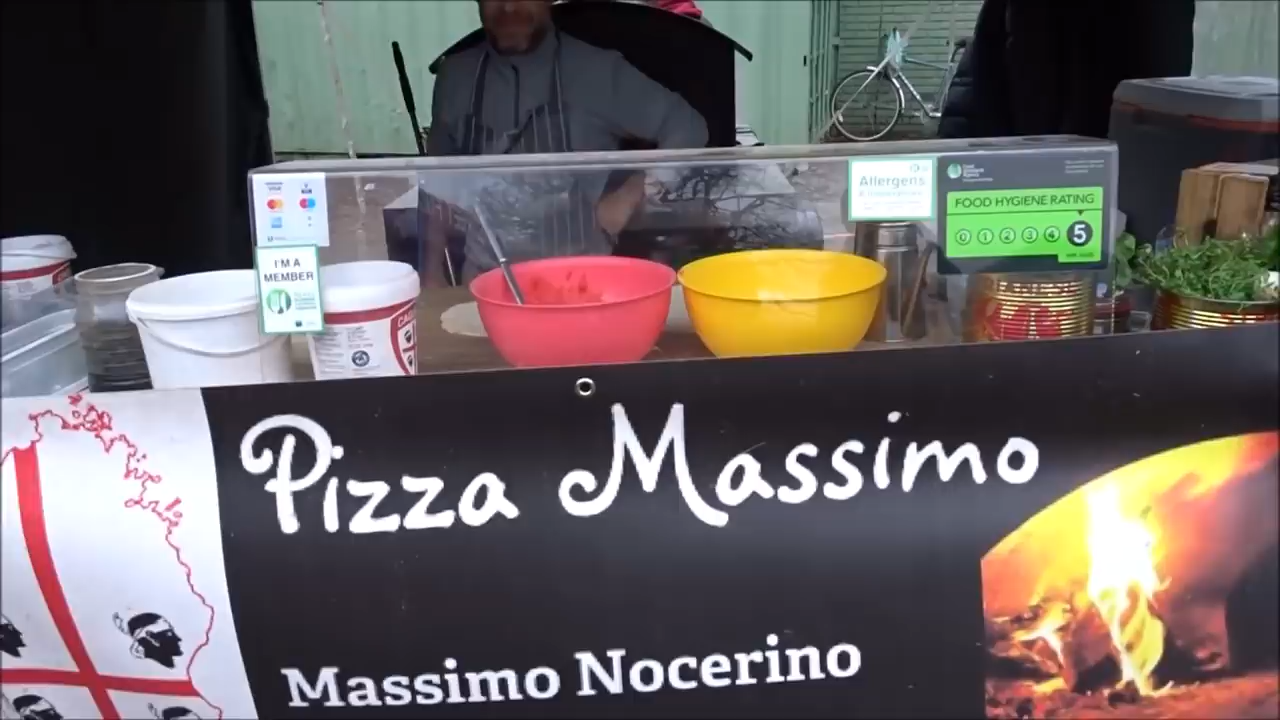 Allergens
FOOD HYGIENE RATING
0 1 2 3 4 5
I'M A
MEMBER
Pizza Massimo
Massimo Nocerino